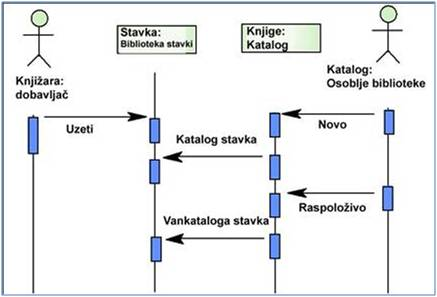 Stavka:
Biblioteka stavki
Knjige:
Katalog
Knjižara:
dobavljač
Katalog:
Osoblje biblioteke
Uzeti
Novo
Katalog stavka
Raspoloživo
Vankataloga stavka